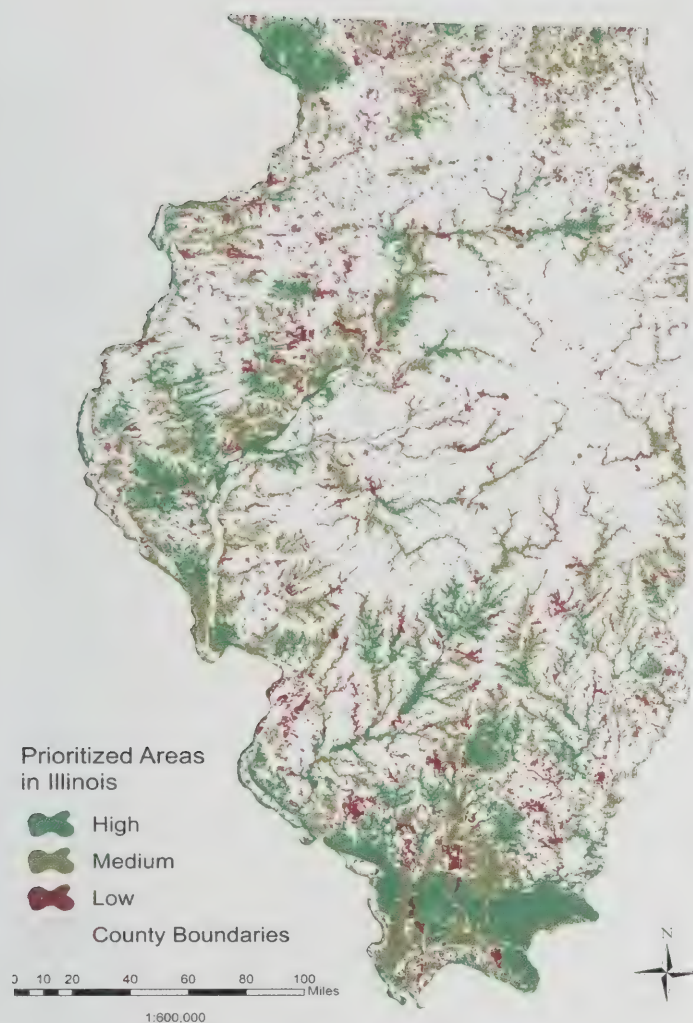 Prioritized Areas
in Illinois
High
Medium
Low
County Boundaries
N
0 10 20 40 60 80 100
Miles
1:600,000